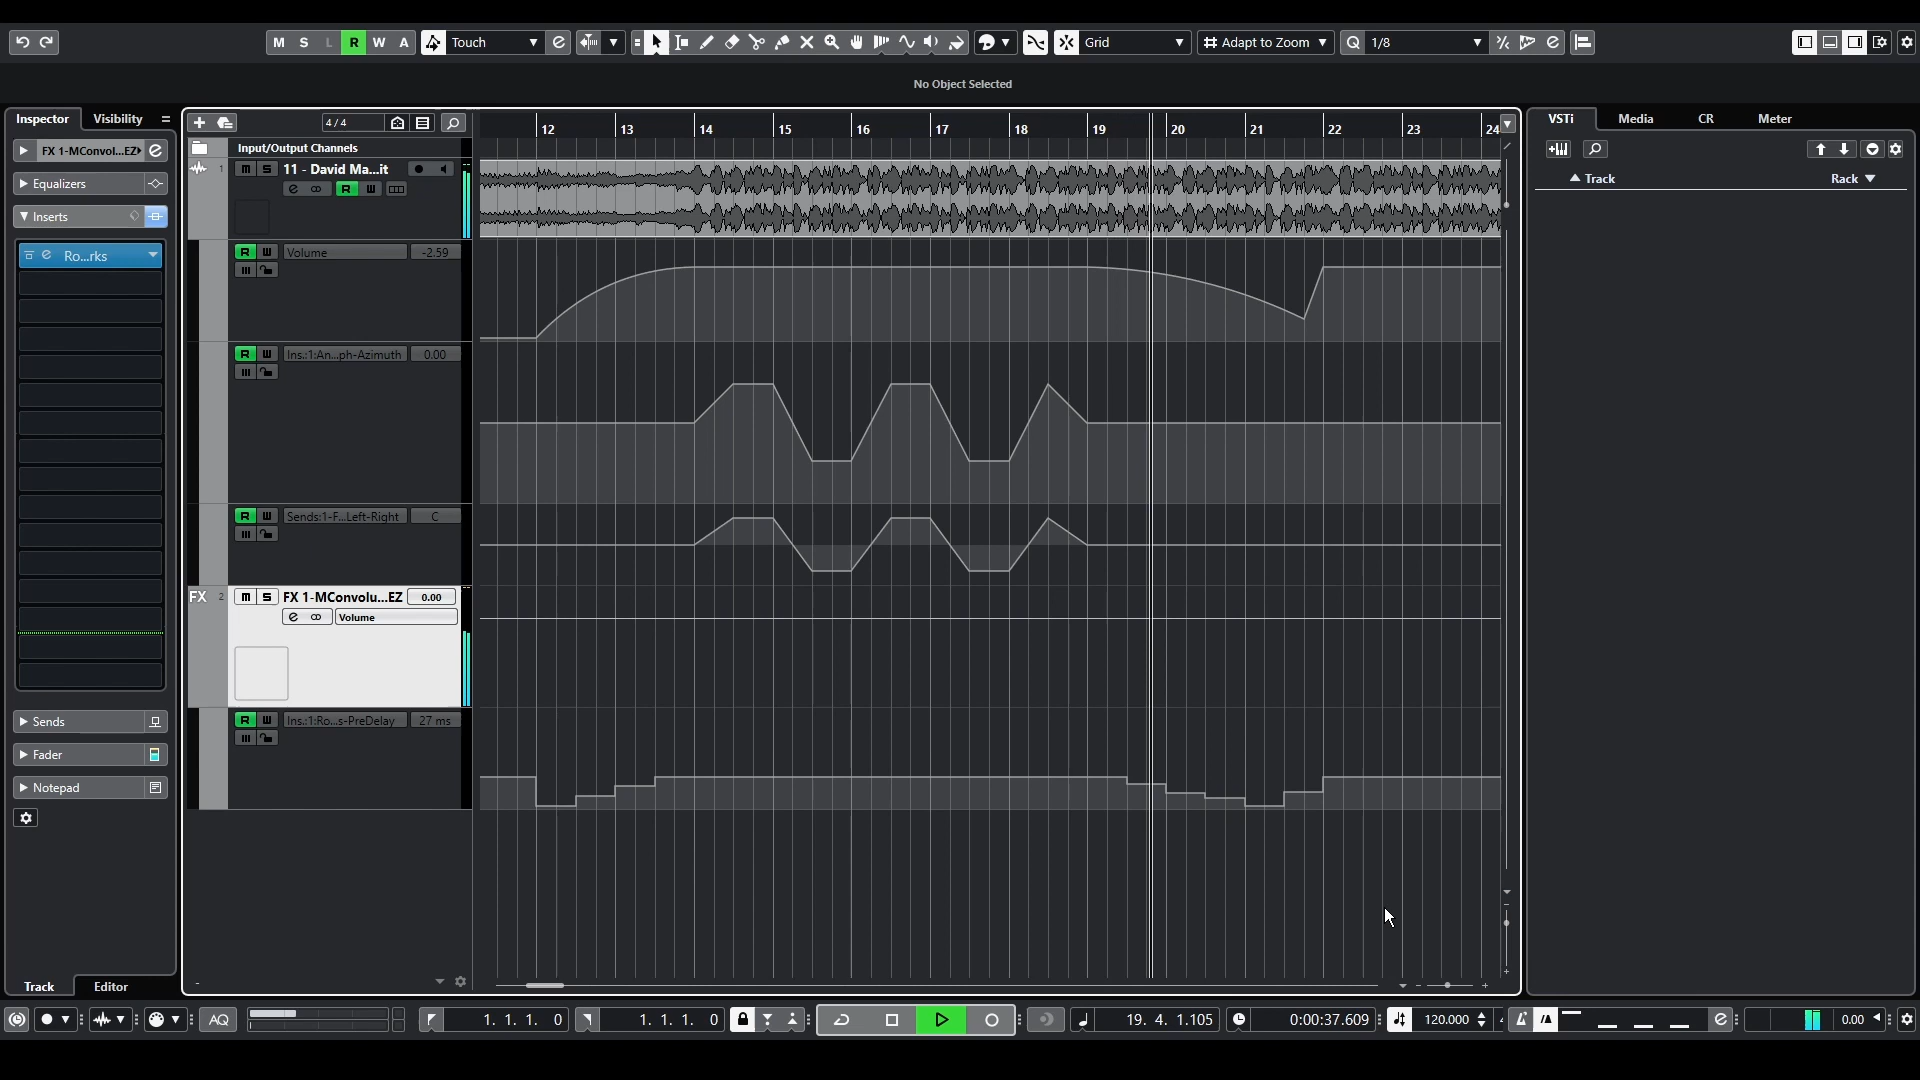 M S L R W A Touch Grid Adapt to Zoom Q 1/8
No Object Selected
Inspector Visibility
FX 1-MConvol...EZ
Equalizers
Inserts
Ro...rks
Sends
Fader
Notepad
Track Editor
4 / 4
12 13 14 15 16 17 18 19 20 21 22 23 24
Input/Output Channels
1 m S 11 - David Ma...it
e R W
R W Volume -2.59
R W Ins.:1:An...ph-Azimuth 0.00
R W Sends:1-F...Left-Right C
FX 2 m S FX 1-MConvolu...EZ 0.00
e Volume
R W Ins.:1:Ro...s-PreDelay 27 ms
VSTi Media CR Meter
Track Rack
AQ 1. 1. 1. 0 1. 1. 1. 0 19. 4. 1.105 0:00:37.609 120.000 0.00